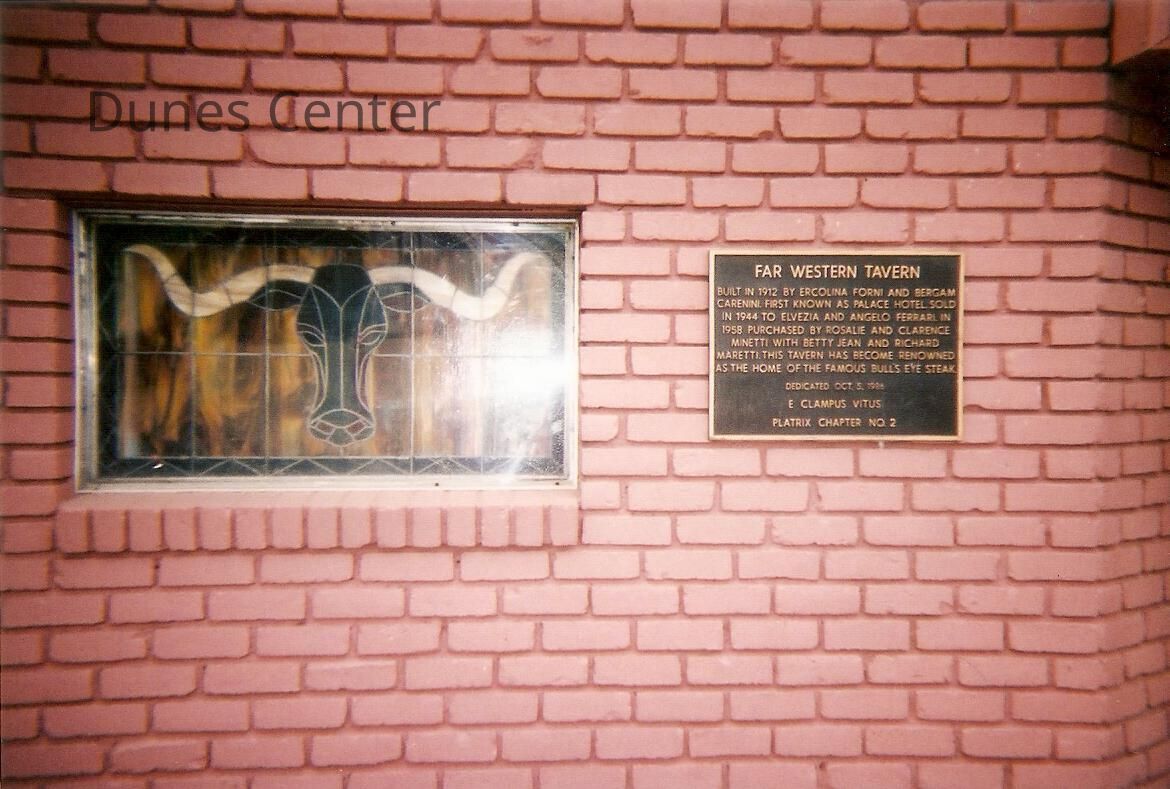 Dunes Center
FAR WESTERN TAVERN
BUILT IN 1912 BY ERCOLINA FORNI AND BERGAM
CARENINI. FIRST KNOWN AS PALACE HOTEL. SOLD
IN 1944 TO ELVEZIA AND ANGELO FERRARI. IN
1958 PURCHASED BY ROSALIE AND CLARENCE
MINETTI WITH BETTY JEAN AND RICHARD
MARETTI. THIS TAVERN HAS BECOME RENOWNED
AS THE HOME OF THE FAMOUS BULL'S EYE STEAK.
DEDICATED OCT. 5, 1986
E CLAMPUS VITUS
PLATRIX CHAPTER NO. 2